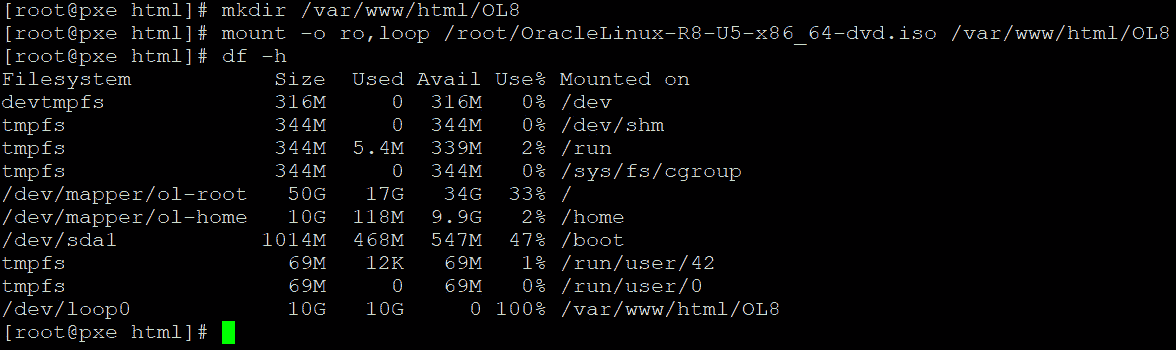 [root@pxe html]# mkdir /var/www/html/OL8
[root@pxe html]# mount -o ro,loop /root/OracleLinux-R8-U5-x86_64-dvd.iso /var/www/html/OL8
[root@pxe html]# df -h
Filesystem           Size  Used Avail Use% Mounted on
devtmpfs             316M     0  316M   0% /dev
tmpfs                344M     0  344M   0% /dev/shm
tmpfs                344M  5.4M  339M   2% /run
tmpfs                344M     0  344M   0% /sys/fs/cgroup
/dev/mapper/ol-root   50G   17G   34G  33% /
/dev/mapper/ol-home   10G  118M  9.9G   2% /home
/dev/sda1           1014M  468M  547M  47% /boot
tmpfs                 69M   12K   69M   1% /run/user/42
tmpfs                 69M     0   69M   0% /run/user/0
/dev/loop0            10G   10G     0 100% /var/www/html/OL8
[root@pxe html]#